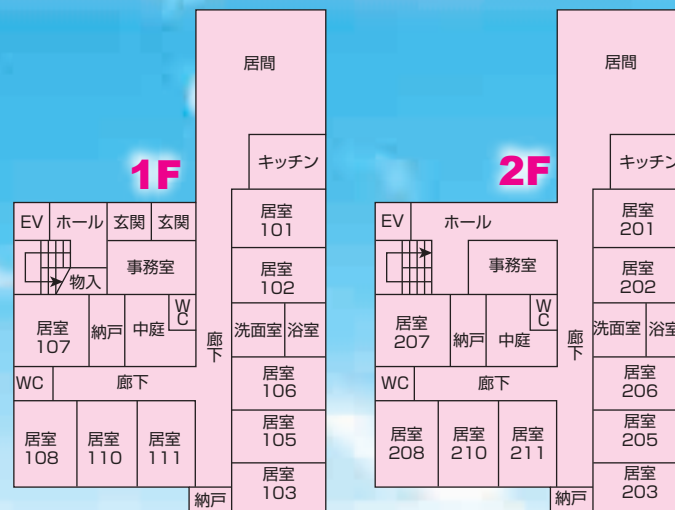 1F
居間
キッチン
EV
ホール
玄関
玄関
居室
101
事務室
物入
居室
102
WC
居室
107
納戸
中庭
廊下
洗面室
浴室
WC
廊下
居室
106
居室
108
居室
110
居室
111
居室
105
居室
103
納戸
2F
居間
キッチン
EV
ホール
居室
201
事務室
居室
202
WC
居室
207
納戸
中庭
廊下
洗面室
浴室
WC
廊下
居室
206
居室
208
居室
210
居室
211
居室
205
居室
203
納戸